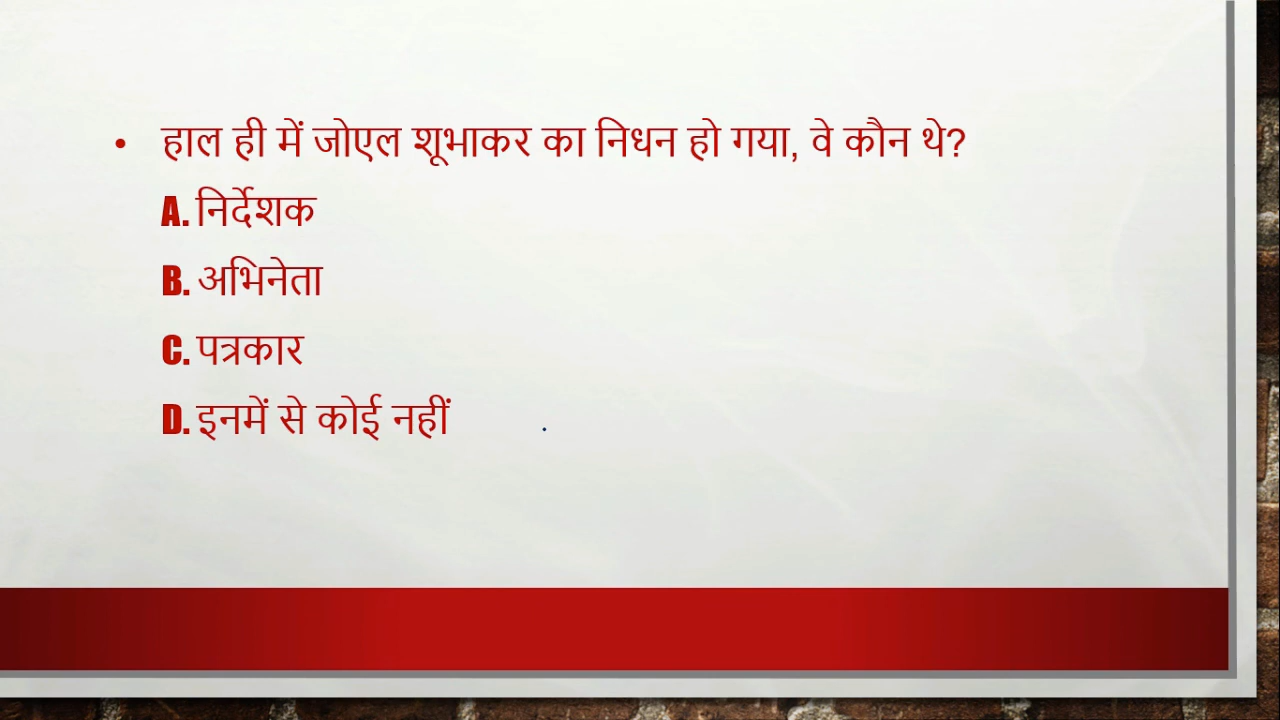 • हाल ही में जोएल शूभाकर का निधन हो गया, वे कौन थे?
A. निर्देशक
B. अभिनेता
C. पत्रकार
D. इनमें से कोई नहीं